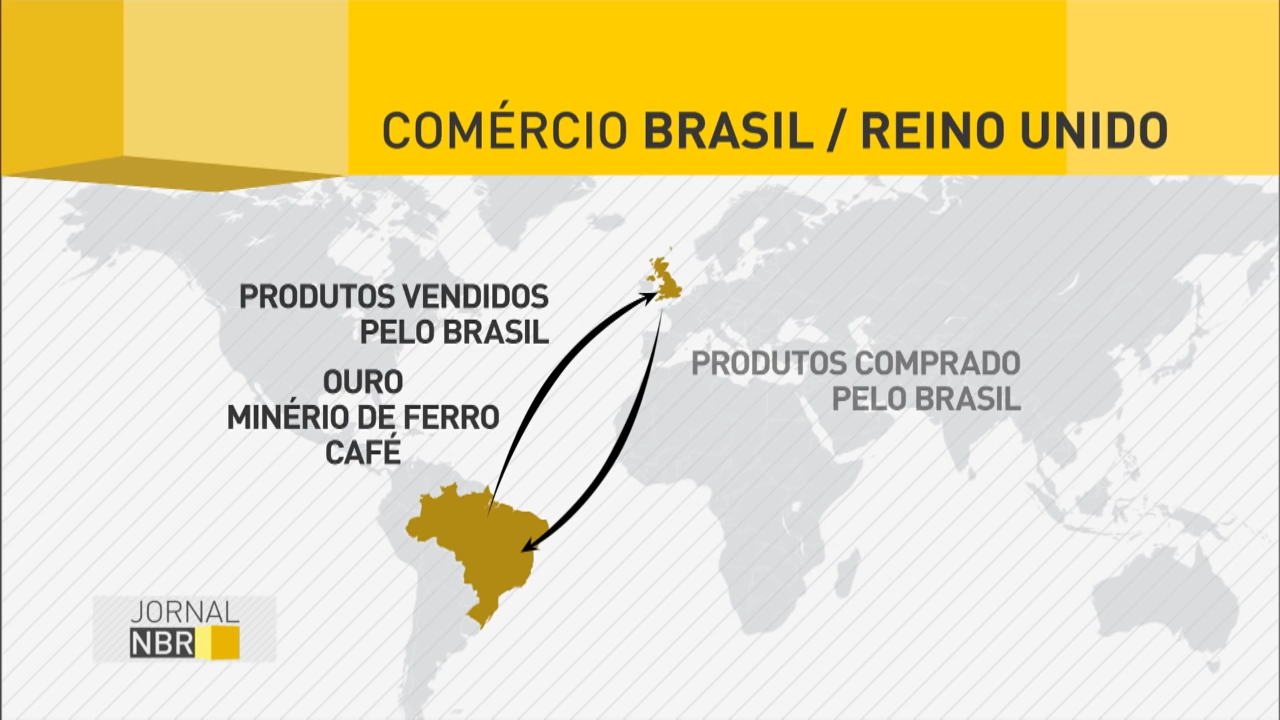 COMÉRCIO BRASIL / REINO UNIDO
PRODUTOS VENDIDOS
PELO BRASIL
OURO
MINÉRIO DE FERRO
CAFÉ
PRODUTOS COMPRADO
PELO BRASIL
JORNAL
NBR